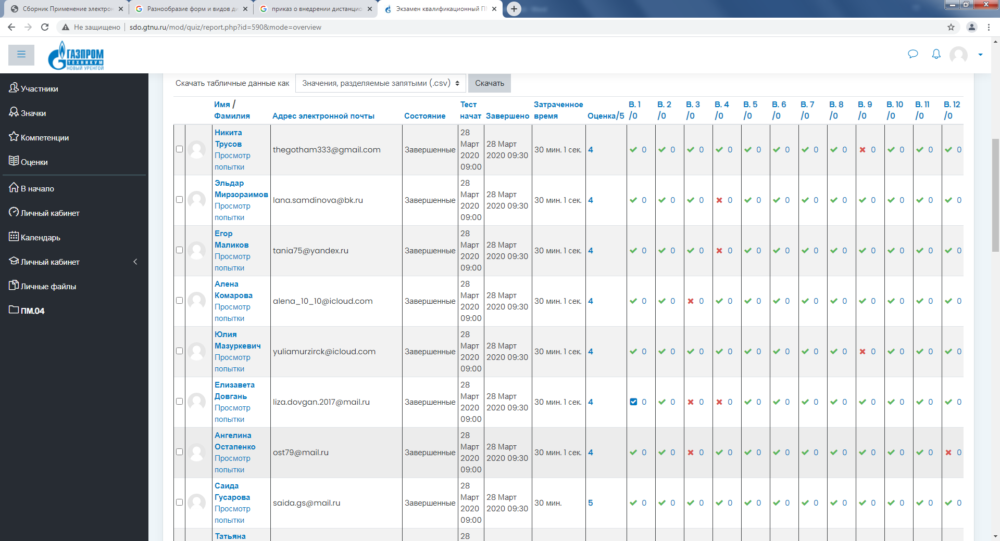 Сборник Применение электрон
Разнообразие форм и видов ди
приказ о внедрении дистанцио
Экзамен квалификационный П
Не защищено
sdo.gtnu.ru/mod/quiz/report.php?id=590&mode=overview
ГАЗПРОМ
ТЕХНИКУМ
НОВЫЙ УРЕНГОЙ
Участники
Значки
Компетенции
Оценки
В начало
Личный кабинет
Календарь
Личный кабинет
Личные файлы
ПМ.04
Скачать табличные данные как Значения, разделяемые запятыми (.csv) Скачать
Имя / Фамилия Адрес электронной почты Состояние Тест начат Завершено Затраченное время Оценка/5 В. 1 /0 В. 2 /0 В. 3 /0 В. 4 /0 В. 5 /0 В. 6 /0 В. 7 /0 В. 8 /0 В. 9 /0 В. 10 /0 В. 11 /0 В. 12 /0
Никита Трусов Просмотр попытки thegotham333@gmail.com Завершенные 28 Март 2020 09:00 28 Март 2020 09:30 30 мин. 1 сек. 4 0 0 0 0 0 0 0 0 0 0 0 0
Эльдар Мирзораимов Просмотр попытки lana.samdinova@bk.ru Завершенные 28 Март 2020 09:00 28 Март 2020 09:30 30 мин. 1 сек. 4 0 0 0 0 0 0 0 0 0 0 0 0
Егор Маликов Просмотр попытки tania75@yandex.ru Завершенные 28 Март 2020 09:00 28 Март 2020 09:30 30 мин. 1 сек. 4 0 0 0 0 0 0 0 0 0 0 0 0
Алена Комарова Просмотр попытки alena_10_10@icloud.com Завершенные 28 Март 2020 09:00 28 Март 2020 09:30 30 мин. 1 сек. 4 0 0 0 0 0 0 0 0 0 0 0 0
Юлия Мазуркевич Просмотр попытки yuliamurzirck@icloud.com Завершенные 28 Март 2020 09:00 28 Март 2020 09:30 30 мин. 1 сек. 4 0 0 0 0 0 0 0 0 0 0 0 0
Елизавета Довгань Просмотр попытки liza.dovgan.2017@mail.ru Завершенные 28 Март 2020 09:00 28 Март 2020 09:30 30 мин. 1 сек. 4 0 0 0 0 0 0 0 0 0 0 0 0
Ангелина Остапенко Просмотр попытки ost79@mail.ru Завершенные 28 Март 2020 09:00 28 Март 2020 09:30 30 мин. 1 сек. 4 0 0 0 0 0 0 0 0 0 0 0 0
Саида Гусарова Просмотр попытки saida.gs@mail.ru Завершенные 28 Март 2020 09:00 28 Март 2020 09:30 30 мин. 5 0 0 0 0 0 0 0 0 0 0 0 0
Татьяна 28